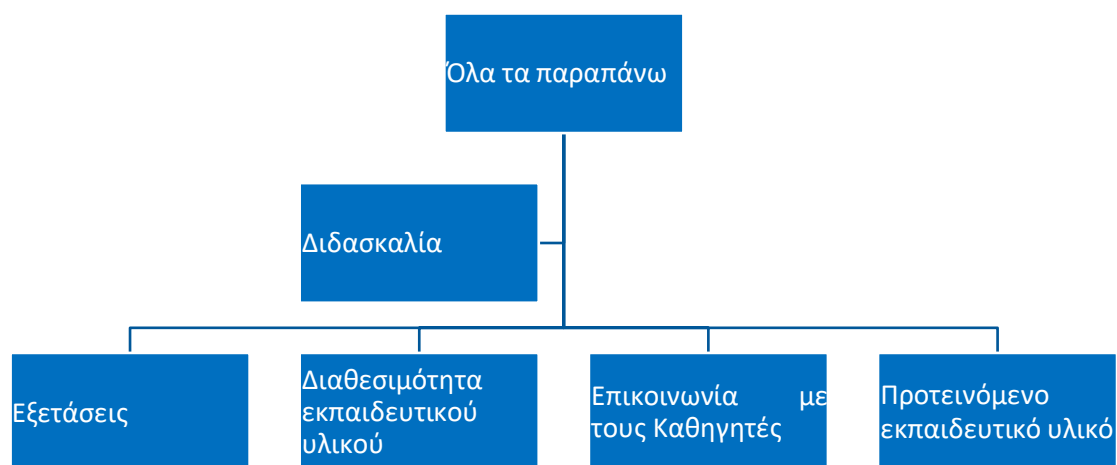 Όλα τα παραπάνω
Διδασκαλία
Εξετάσεις
Διαθεσιμότητα
εκπαιδευτικού
υλικού
Επικοινωνία με
τους Καθηγητές
Προτεινόμενο
εκπαιδευτικό υλικό